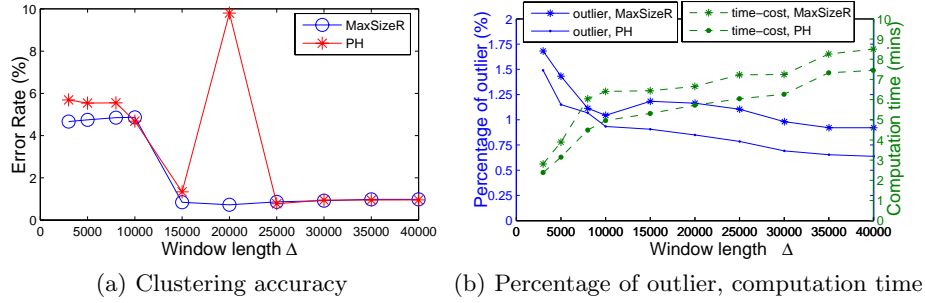 10
8
6
4
2
0
Error Rate (%)
MaxSizeR
PH
0 5000 10000 15000 20000 25000 30000 35000 40000
Window length Δ
(a) Clustering accuracy
2
1.75
1.5
1.25
1
0.75
0.5
0.25
0
Percentage of outlier (%)
outlier, MaxSizeR
outlier, PH
time-cost, MaxSizeR
time-cost, PH
10
9
8
7
6
5
4
3
2
1
0
Computation time (mins)
0 5000 10000 15000 20000 25000 30000 35000 40000
Window length Δ
(b) Percentage of outlier, computation time